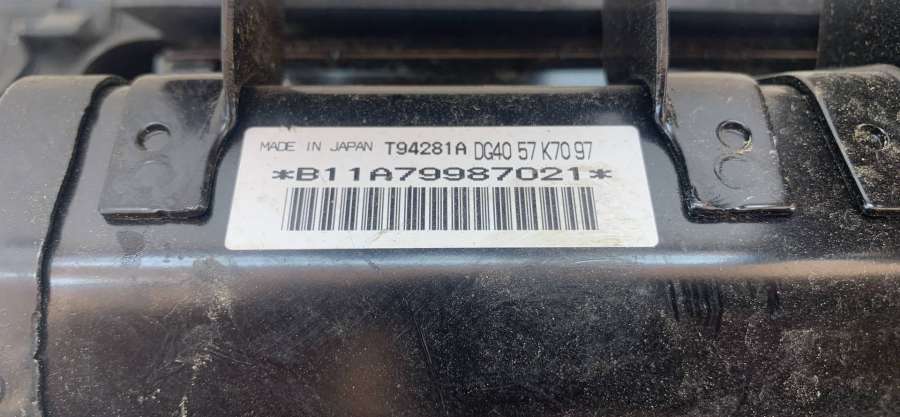 MADE IN JAPAN T94281A DG40 57 K70 97
*B11A79987021*